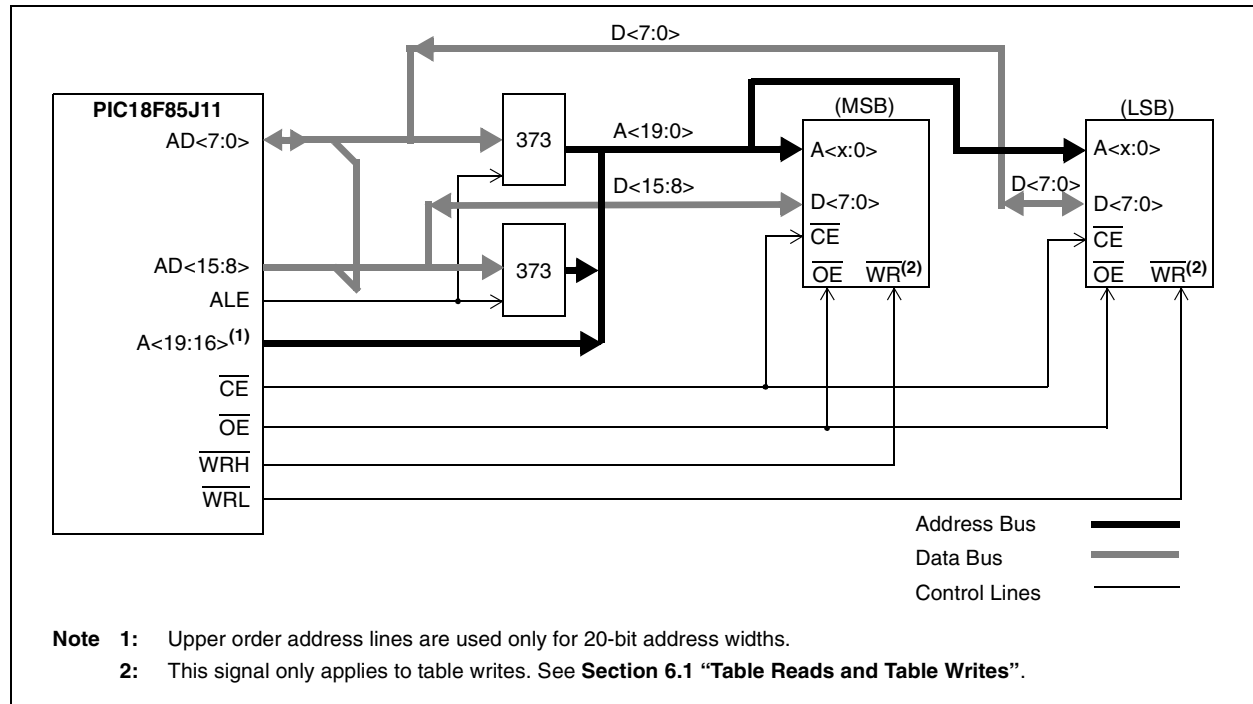 D<7:0>
PIC18F85J11
AD<7:0>
373
A<19:0>
(MSB)
A<x:0>
D<7:0>
CE
OE WR(2)
(LSB)
A<x:0>
D<7:0>
D<7:0>
CE
OE WR(2)
D<15:8>
AD<15:8>
373
ALE
A<19:16>(1)
CE
OE
WRH
WRL
Address Bus
Data Bus
Control Lines
Note 1: Upper order address lines are used only for 20-bit address widths.
2: This signal only applies to table writes. See Section 6.1 “Table Reads and Table Writes”.